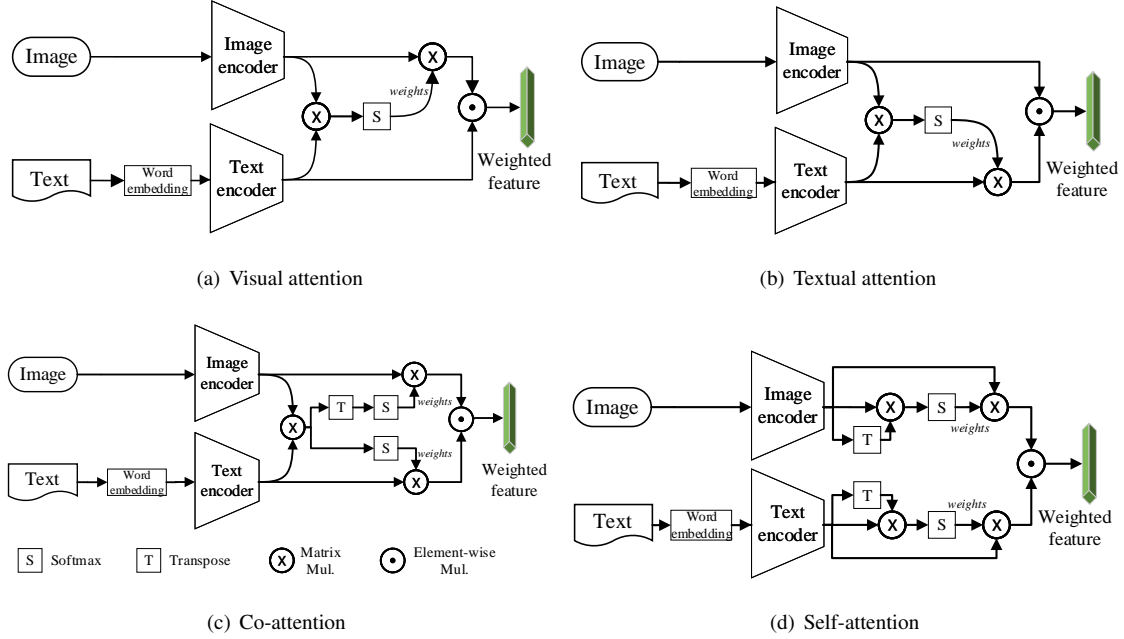 Image
Image
encoder
X
X
S
weights
Text
Word
embedding
Text
encoder
Weighted
feature
(a) Visual attention
Image
Image
encoder
X
S
weights
X
Text
Word
embedding
Text
encoder
Weighted
feature
(b) Textual attention
Image
Image
encoder
X
T
S
weights
X
S
weights
X
Text
Word
embedding
Text
encoder
Weighted
feature
S
Softmax
T
Transpose
X
Matrix
Mul.
Element-wise
Mul.
(c) Co-attention
Image
Image
encoder
X
S
weights
X
T
Text
Word
embedding
Text
encoder
T
X
S
weights
X
Weighted
feature
(d) Self-attention